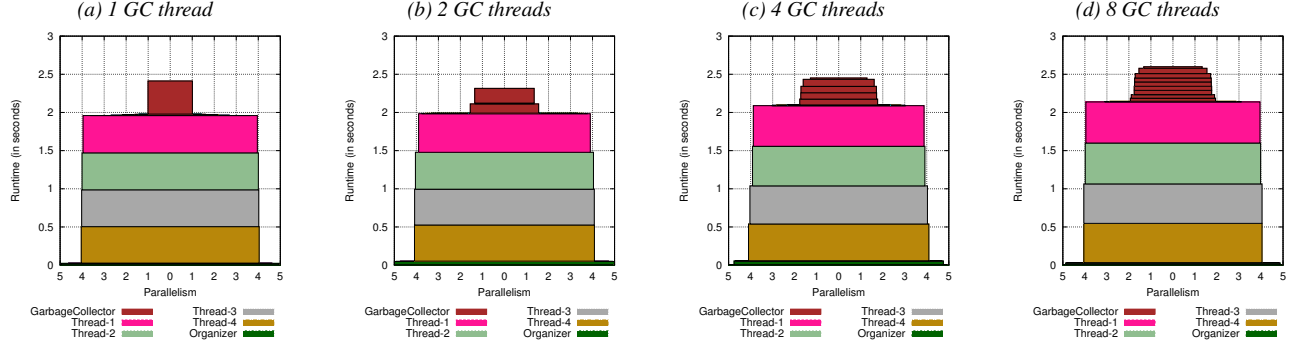 (a) 1 GC thread
(b) 2 GC threads
(c) 4 GC threads
(d) 8 GC threads
3
2.5
2
1.5
1
0.5
0
Runtime (in seconds)
5 4 3 2 1 0 1 2 3 4 5
Parallelism
GarbageCollector Thread-3
Thread-1 Thread-4
Thread-2 Organizer
3
2.5
2
1.5
1
0.5
0
Runtime (in seconds)
5 4 3 2 1 0 1 2 3 4 5
Parallelism
GarbageCollector Thread-3
Thread-1 Thread-4
Thread-2 Organizer
3
2.5
2
1.5
1
0.5
0
Runtime (in seconds)
5 4 3 2 1 0 1 2 3 4 5
Parallelism
GarbageCollector Thread-3
Thread-1 Thread-4
Thread-2 Organizer
3
2.5
2
1.5
1
0.5
0
Runtime (in seconds)
5 4 3 2 1 0 1 2 3 4 5
Parallelism
GarbageCollector Thread-3
Thread-1 Thread-4
Thread-2 Organizer